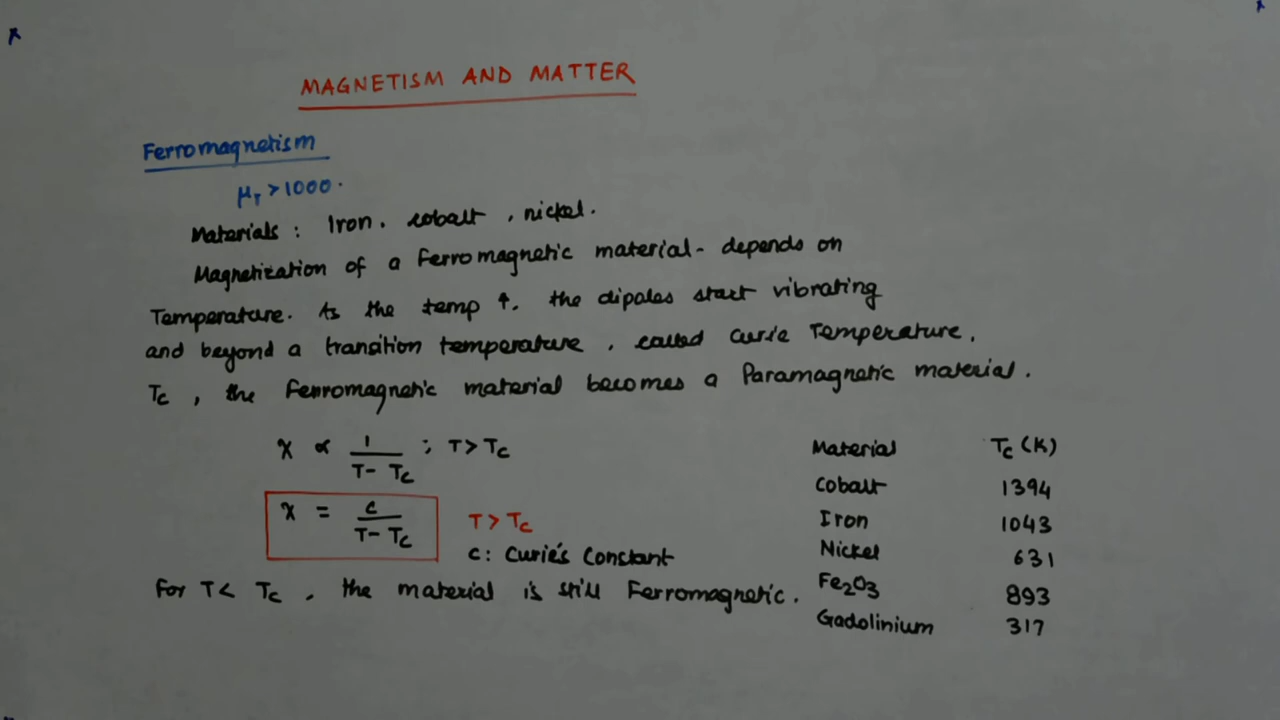 MAGNETISM AND MATTER
Ferromagnetism
μr > 1000.
Materials : Iron, cobalt, nickel.
Magnetization of a Ferromagnetic material- depends on
Temperature. As the temp ↑, the dipoles start vibrating
and beyond a transition temperature, called Curie Temperature,
Tc, the Ferromagnetic material becomes a Paramagnetic material.
χ ∝ 1/(T - Tc) ; T > Tc
χ = C/(T - Tc) T > Tc
C: Curie's Constant
For T < Tc, the material is still Ferromagnetic.
Material Tc (K)
Cobalt 1394
Iron 1043
Nickel 631
Fe2O3 893
Gadolinium 317